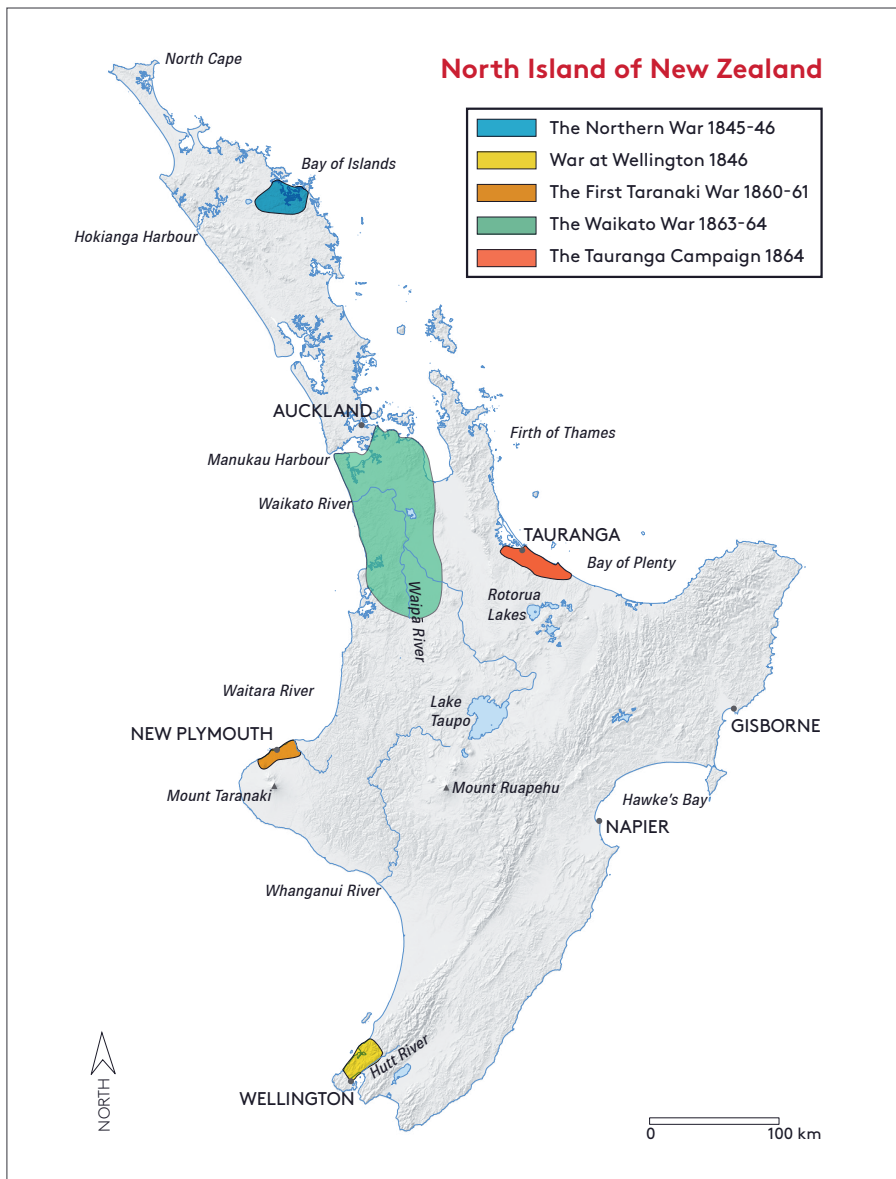 North Island of New Zealand
The Northern War 1845-46
War at Wellington 1846
The First Taranaki War 1860-61
The Waikato War 1863-64
The Tauranga Campaign 1864
North Cape
Bay of Islands
Hokianga Harbour
AUCKLAND
Firth of Thames
Manukau Harbour
Waikato River
TAURANGA
Bay of Plenty
Rotorua
Lakes
Waipā River
Waitara River
Lake
Taupo
GISBORNE
NEW PLYMOUTH
Mount Taranaki
Mount Ruapehu
Hawke's Bay
NAPIER
Whanganui River
Hutt River
WELLINGTON
NORTH
0
100 km